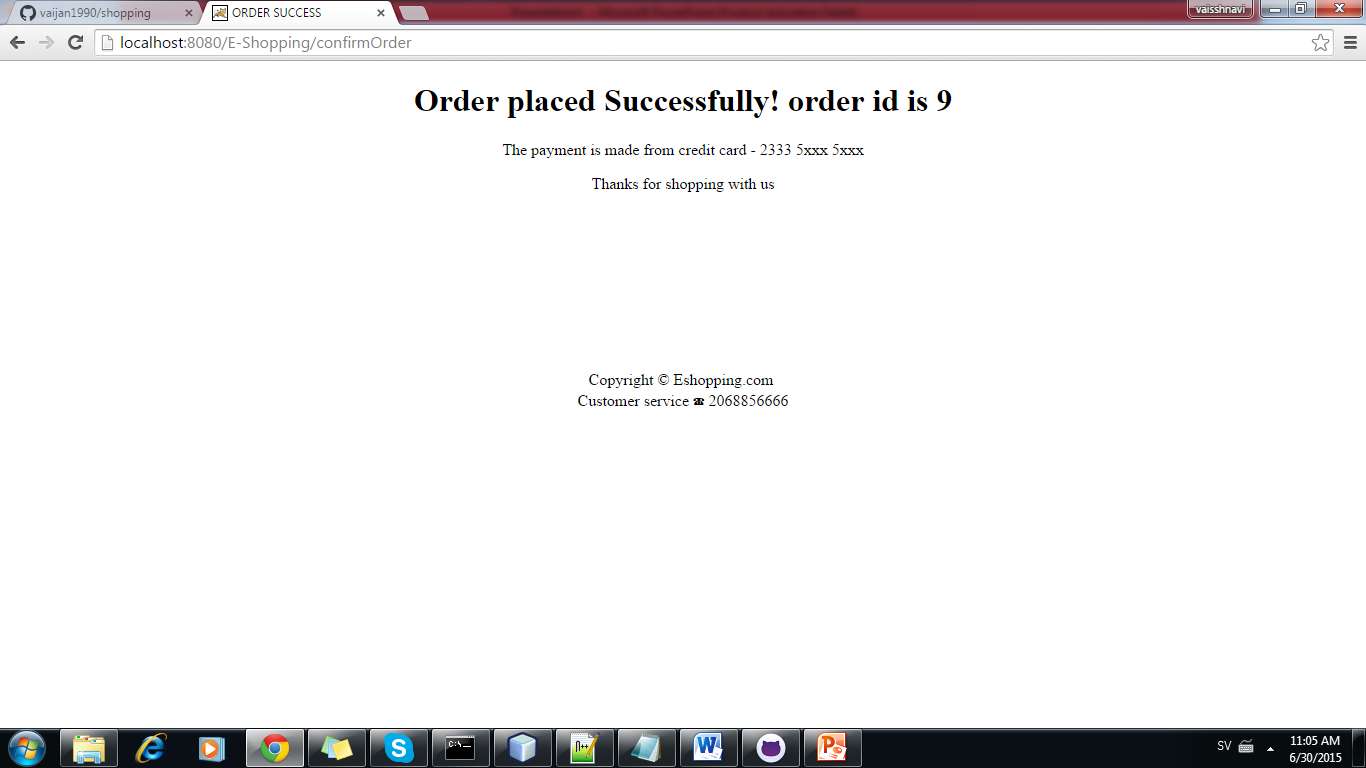 vaijan1990/shopping
ORDER SUCCESS
vaisshnavi
localhost:8080/E-Shopping/confirmOrder
Order placed Successfully! order id is 9
The payment is made from credit card - 2333 5xxx 5xxx
Thanks for shopping with us
Copyright © Eshopping.com
Customer service ☎ 2068856666
SV
11:05 AM
6/30/2015